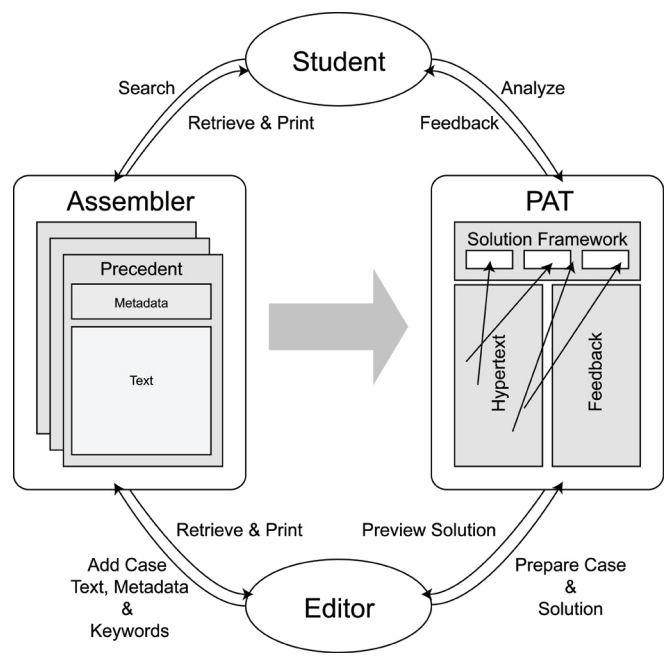 Student
Search
Analyze
Retrieve & Print
Feedback
Assembler
Precedent
Metadata
Text
PAT
Solution Framework
Hypertext
Feedback
Retrieve & Print
Preview Solution
Add Case
Text, Metadata
&
Keywords
Prepare Case
&
Solution
Editor